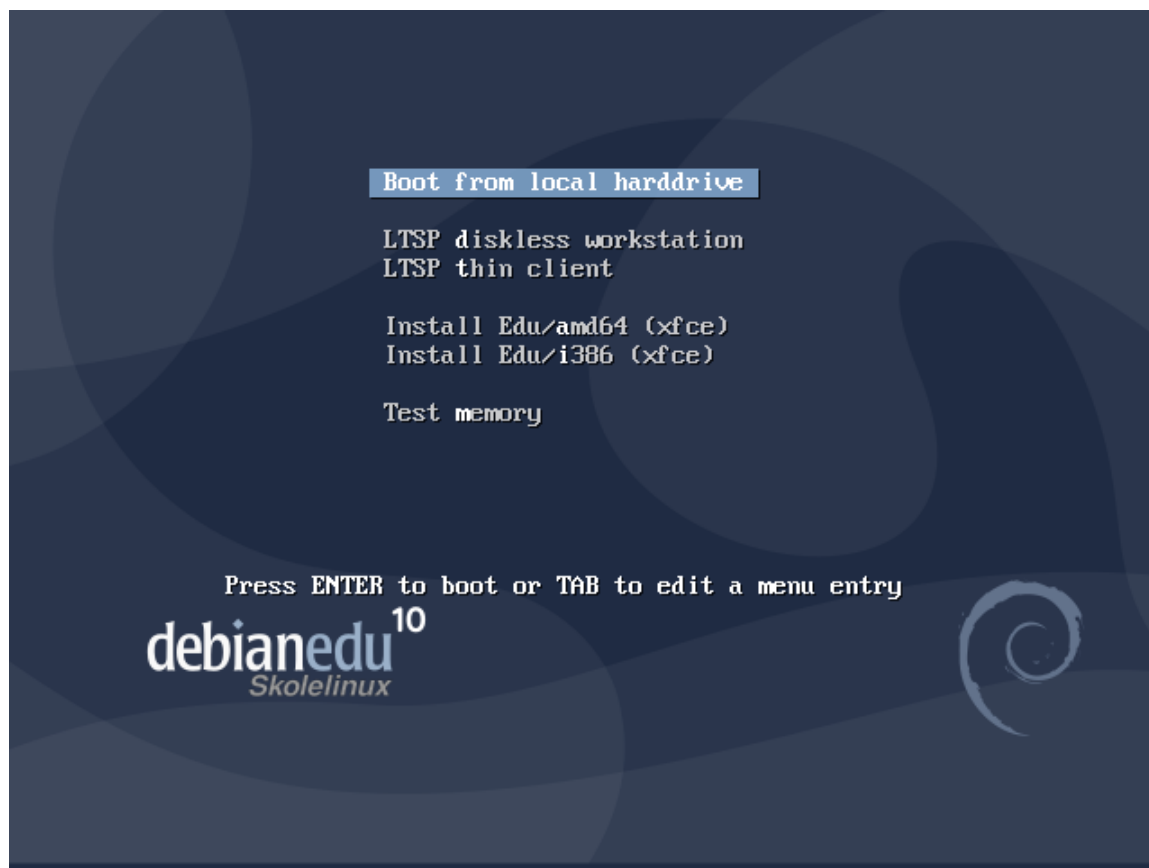 Boot from local harddrive
LTSP diskless workstation
LTSP thin client
Install Edu/amd64 (xfce)
Install Edu/i386 (xfce)
Test memory
Press ENTER to boot or TAB to edit a menu entry
debianedu 10
Skolelinux